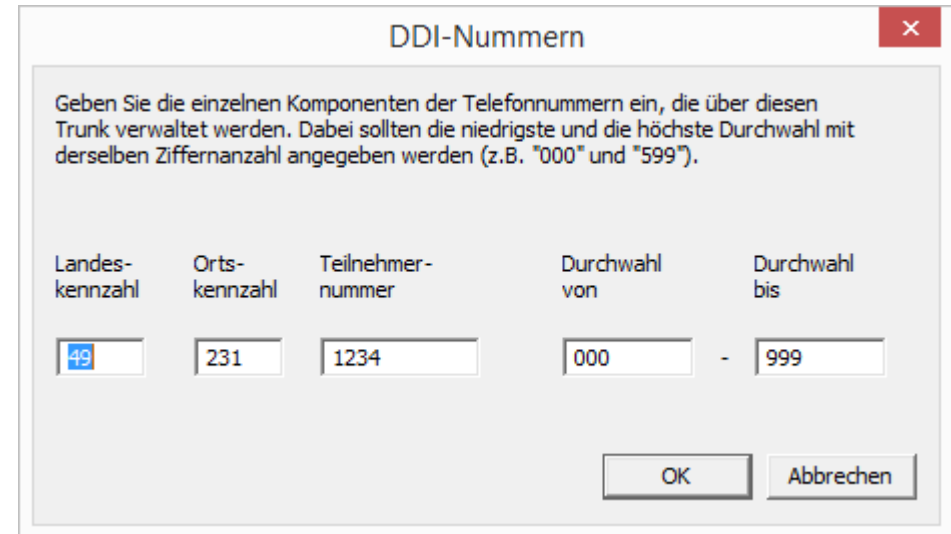 DDI-Nummern
Geben Sie die einzelnen Komponenten der Telefonnummern ein, die über diesen
Trunk verwaltet werden. Dabei sollten die niedrigste und die höchste Durchwahl mit
derselben Ziffernanzahl angegeben werden (z.B. "000" und "599").
Landes- Orts- Teilnehmer- Durchwahl Durchwahl
kennzahl kennzahl nummer von bis
49 231 1234 000 - 999
OK Abbrechen